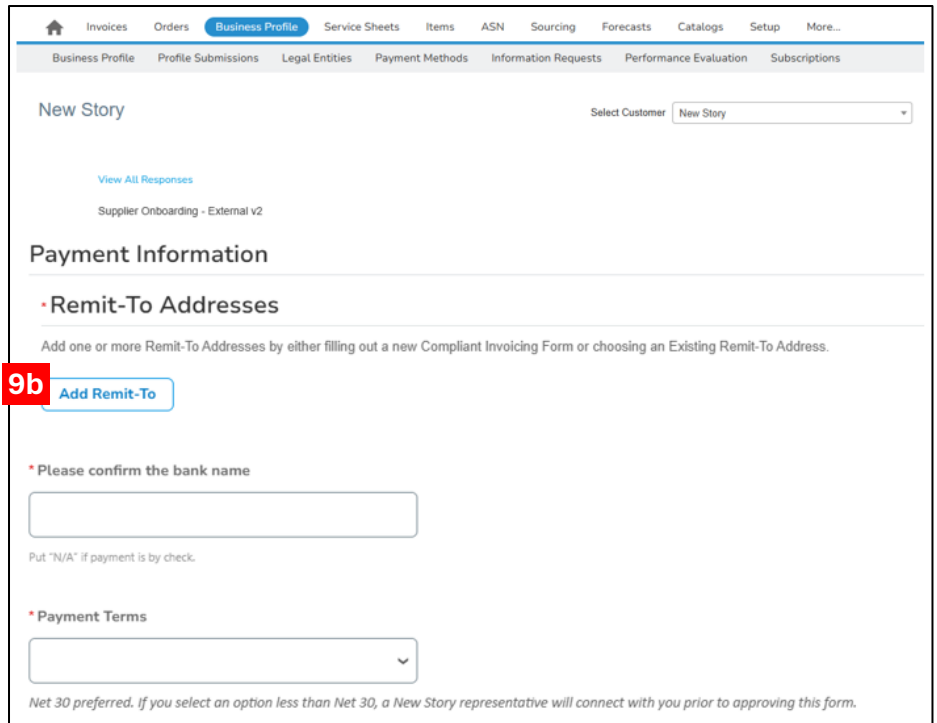 Invoices Orders Business Profile Service Sheets Items ASN Sourcing Forecasts Catalogs Setup More...
Business Profile Profile Submissions Legal Entities Payment Methods Information Requests Performance Evaluation Subscriptions
New Story
Select Customer New Story
View All Responses
Supplier Onboarding - External v2
Payment Information
*Remit-To Addresses
Add one or more Remit-To Addresses by either filling out a new Compliant Invoicing Form or choosing an Existing Remit-To Address.
9b Add Remit-To
*Please confirm the bank name
Put "N/A" if payment is by check.
*Payment Terms
Net 30 preferred. If you select an option less than Net 30, a New Story representative will connect with you prior to approving this form.